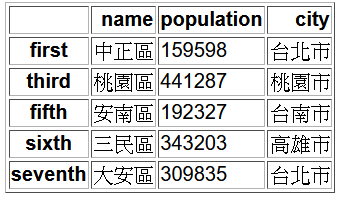 name population city
first 中正區 159598 台北市
third 桃園區 441287 桃園市
fifth 安南區 192327 台南市
sixth 三民區 343203 高雄市
seventh 大安區 309835 台北市